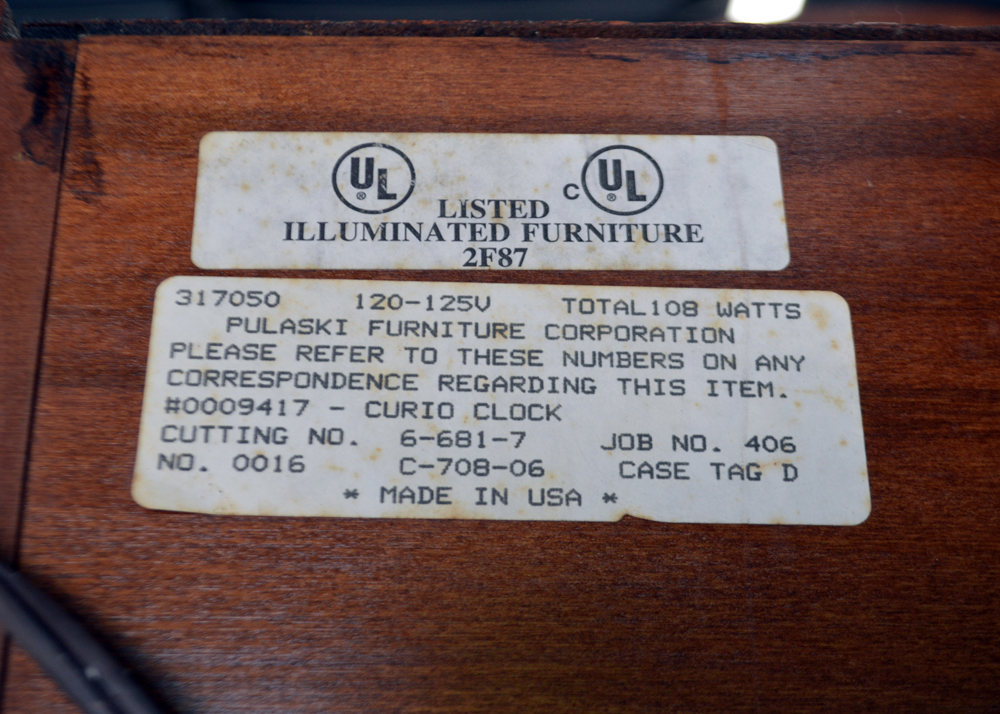 UL ® C UL ®
LISTED
ILLUMINATED FURNITURE
2F87
317050 120-125V TOTAL108 WATTS
PULASKI FURNITURE CORPORATION
PLEASE REFER TO THESE NUMBERS ON ANY
CORRESPONDENCE REGARDING THIS ITEM.
#0009417 - CURIO CLOCK
CUTTING NO. 6-681-7 JOB NO. 406
NO. 0016 C-708-06 CASE TAG D
* MADE IN USA *